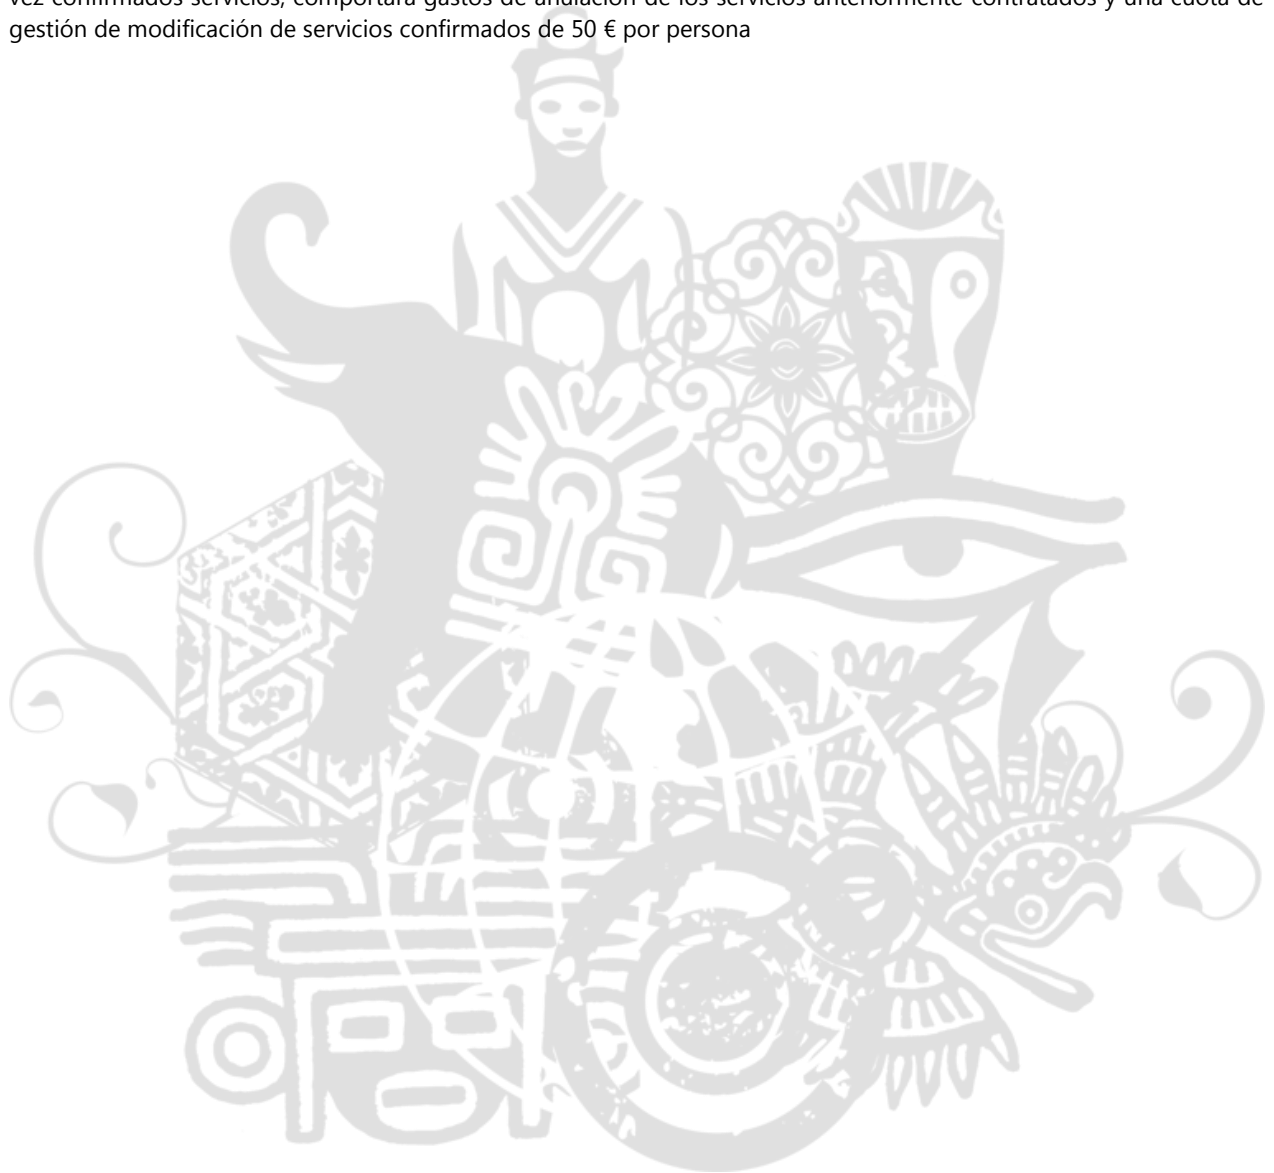 vez confirmados servicios, comportará gastos de anulación de los servicios anteriormente contratados y una cuota de
gestión de modificación de servicios confirmados de 50 € por persona